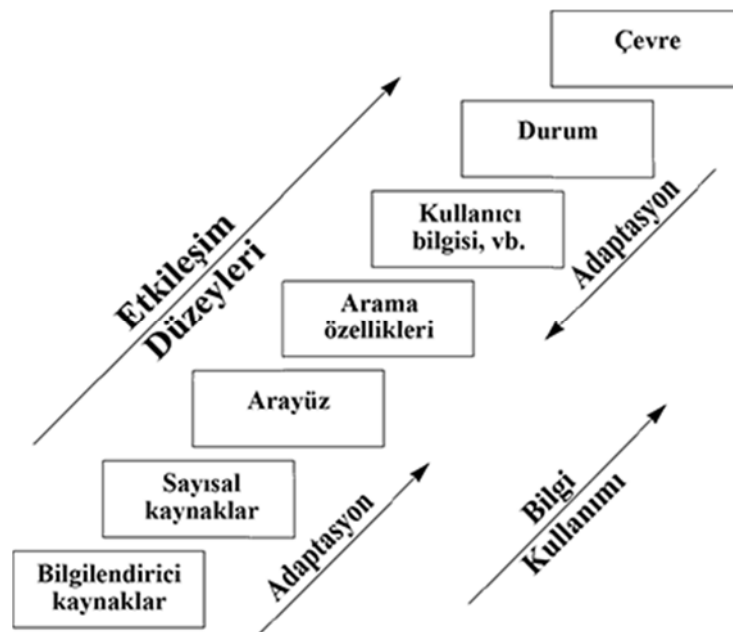 Çevre
Durum
Kullanıcı
bilgisi, vb.
Adaptasyon
Etkileşim
Düzeyleri
Arama
özellikleri
Arayüz
Sayısal
kaynaklar
Adaptasyon
Bilgi
Kullanımı
Bilgilendirici
kaynaklar